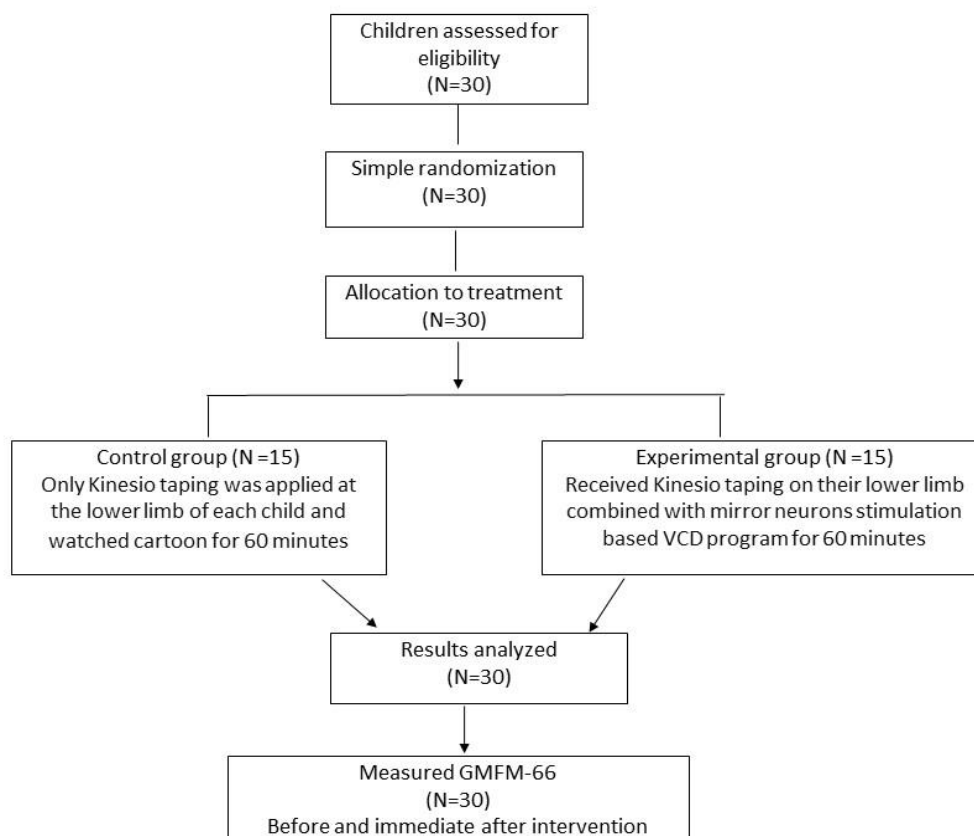 Children assessed for
eligibility
(N=30)
Simple randomization
(N=30)
Allocation to treatment
(N=30)
Control group (N =15)
Only Kinesio taping was applied at
the lower limb of each child and
watched cartoon for 60 minutes
Experimental group (N =15)
Received Kinesio taping on their lower limb
combined with mirror neurons stimulation
based VCD program for 60 minutes
Results analyzed
(N=30)
Measured GMFM-66
(N=30)
Before and immediate after intervention